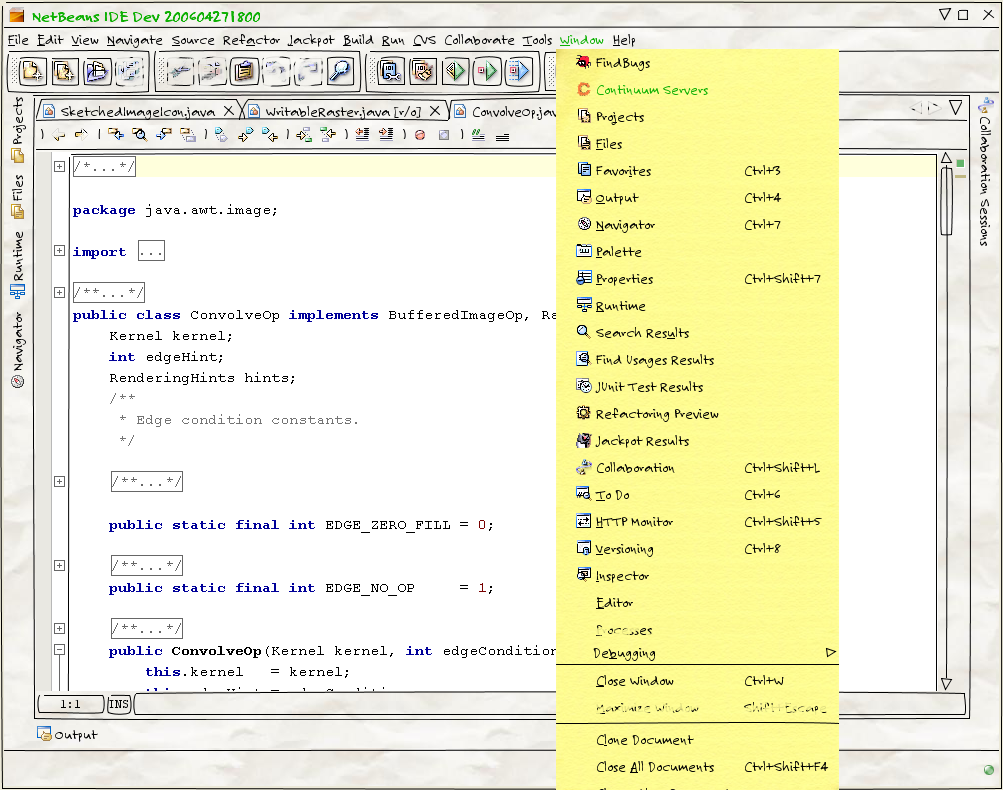 NetBeans IDE Dev 200604271800
File Edit View Navigate Source Refactor Jackpot Build Run CVS Collaborate Tools Window Help
SketchedImageIcon.java X WritableRaster.java [r/o] X ConvolveOp.jav
Projects
Files
Runtime
Navigator
Collaboration Sessions
/*...*/
package java.awt.image;
import ...
/**...*/
public class ConvolveOp implements BufferedImageOp, Ra
Kernel kernel;
int edgeHint;
RenderingHints hints;
/**
* Edge condition constants.
*/
/**...*/
public static final int EDGE_ZERO_FILL = 0;
/**...*/
public static final int EDGE_NO_OP = 1;
/**...*/
public ConvolveOp(Kernel kernel, int edgeCondition
this.kernel = kernel;
1:1 INS
Output
FindBugs
Continuum Servers
Projects
Files
Favorites Ctrl+3
Output Ctrl+4
Navigator Ctrl+7
Palette
Properties Ctrl+Shift+7
Runtime
Search Results
Find Usages Results
JUnit Test Results
Refactoring Preview
Jackpot Results
Collaboration Ctrl+Shift+L
To Do Ctrl+6
HTTP Monitor Ctrl+Shift+5
Versioning Ctrl+8
Inspector
Editor
Processes
Debugging
Close Window Ctrl+W
Maximize Window Shift+Escape
Clone Document
Close All Documents Ctrl+Shift+F4